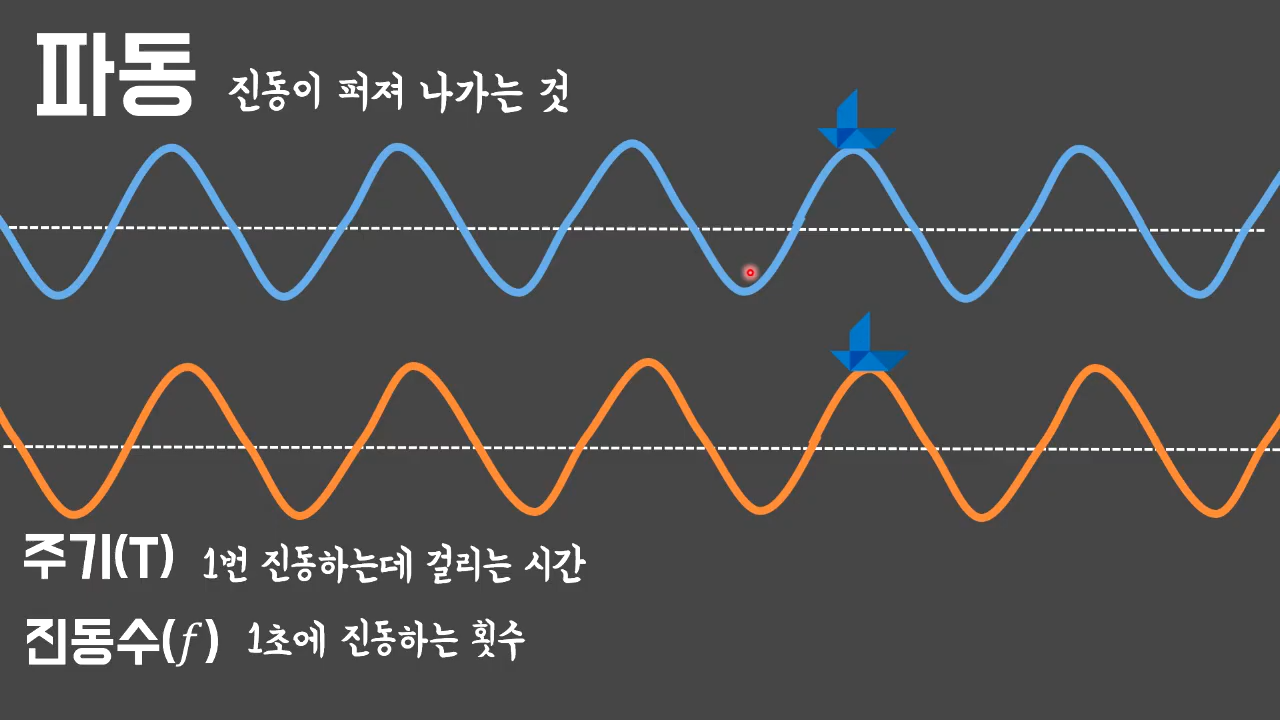 파동 진동이 퍼져 나가는 것
주기(T) 1번 진동하는데 걸리는 시간
진동수(f) 1초에 진동하는 횟수